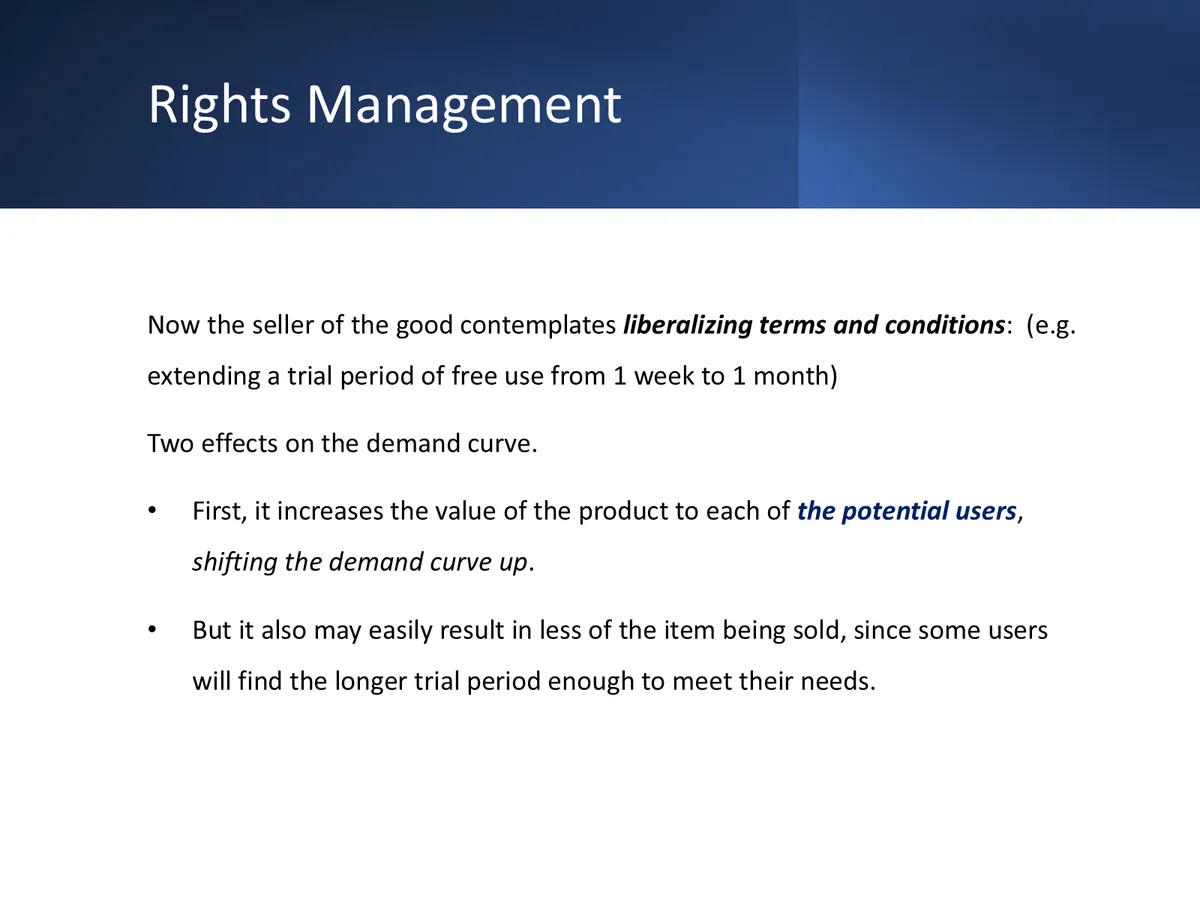 Rights Management
Now the seller of the good contemplates liberalizing terms and conditions:  (e.g.
extending a trial period of free use from 1 week to 1 month)
Two effects on the demand curve.
• First, it increases the value of the product to each of the potential users,
shifting the demand curve up.
• But it also may easily result in less of the item being sold, since some users
will find the longer trial period enough to meet their needs.